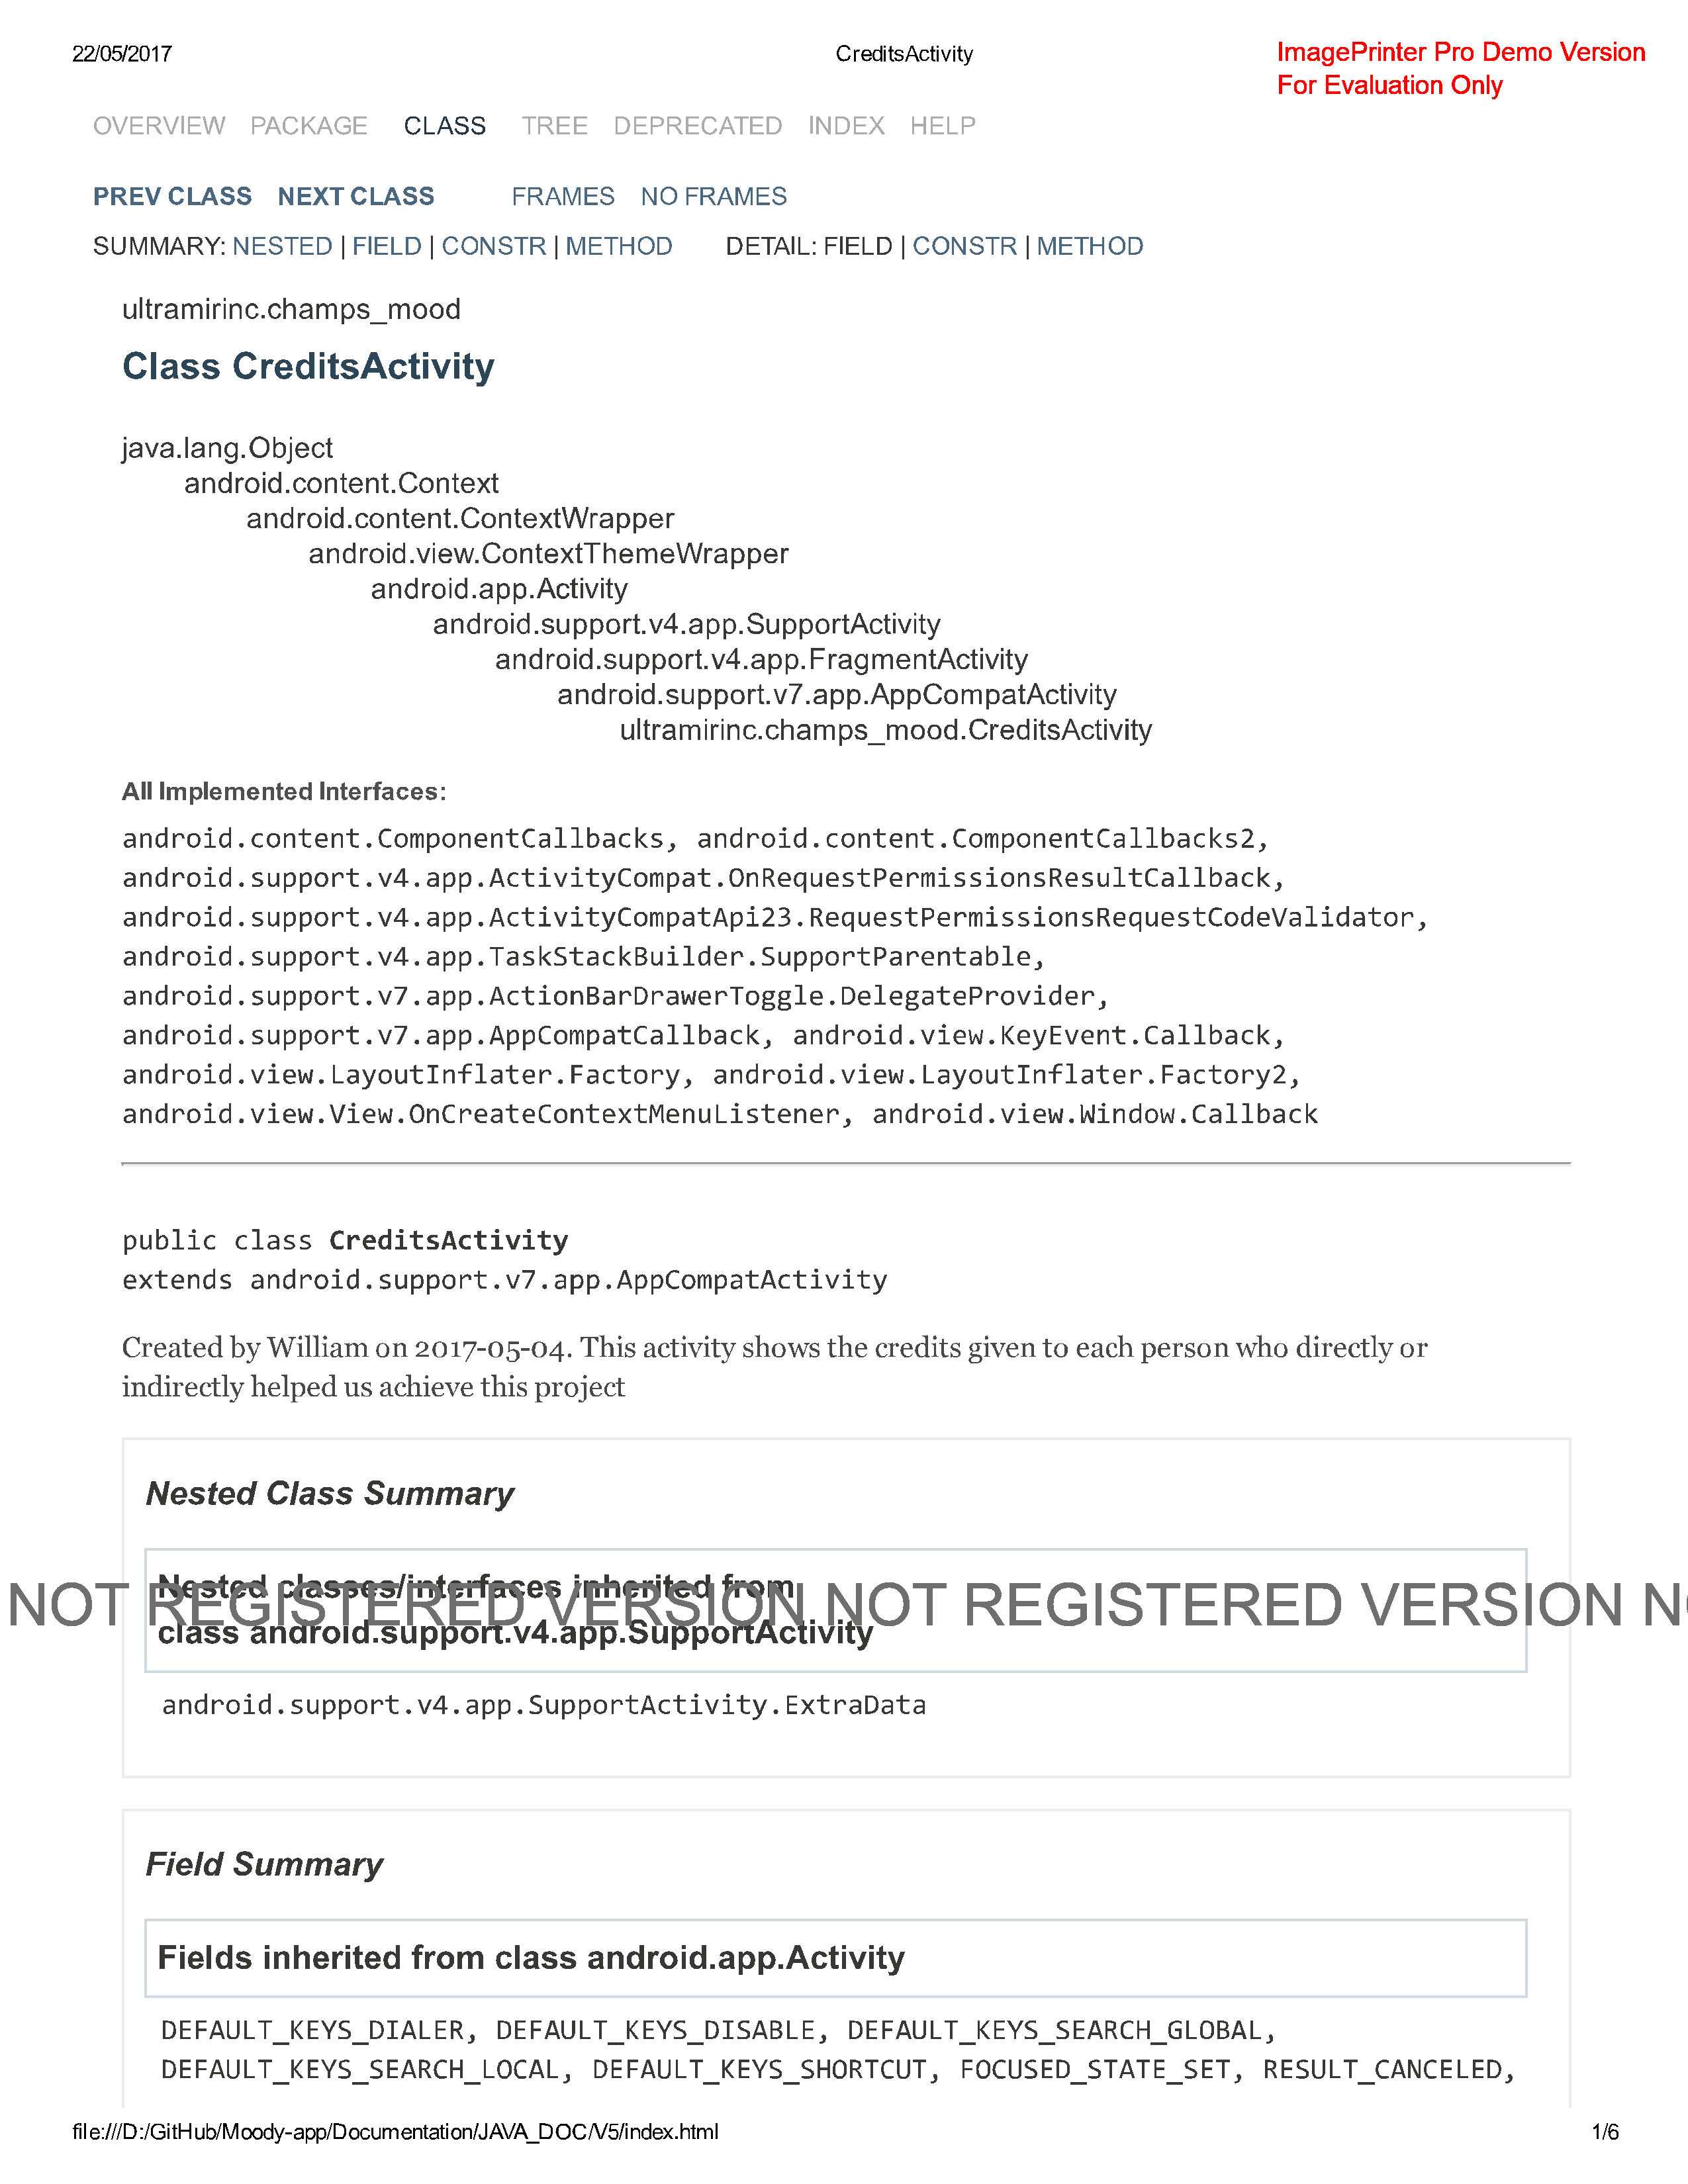 22/05/2017 CreditsActivity ImagePrinter Pro Demo Version
For Evaluation Only
OVERVIEW PACKAGE CLASS TREE DEPRECATED INDEX HELP
PREV CLASS NEXT CLASS FRAMES NO FRAMES
SUMMARY: NESTED | FIELD | CONSTR | METHOD DETAIL: FIELD | CONSTR | METHOD
ultramirinc.champs_mood
Class CreditsActivity
java.lang.Object
android.content.Context
android.content.ContextWrapper
android.view.ContextThemeWrapper
android.app.Activity
android.support.v4.app.SupportActivity
android.support.v4.app.FragmentActivity
android.support.v7.app.AppCompatActivity
ultramirinc.champs_mood.CreditsActivity
All Implemented Interfaces:
android.content.ComponentCallbacks, android.content.ComponentCallbacks2,
android.support.v4.app.ActivityCompat.OnRequestPermissionsResultCallback,
android.support.v4.app.ActivityCompatApi23.RequestPermissionsRequestCodeValidator,
android.support.v4.app.TaskStackBuilder.SupportParentable,
android.support.v7.app.ActionBarDrawerToggle.DelegateProvider,
android.support.v7.app.AppCompatCallback, android.view.KeyEvent.Callback,
android.view.LayoutInflater.Factory, android.view.LayoutInflater.Factory2,
android.view.View.OnCreateContextMenuListener, android.view.Window.Callback
public class CreditsActivity
extends android.support.v7.app.AppCompatActivity
Created by William on 2017-05-04. This activity shows the credits given to each person who directly or
indirectly helped us achieve this project
Nested Class Summary
Nested classes/interfaces inherited from
NOT REGISTERED VERSION NOT REGISTERED VERSION N
class android.support.v4.app.SupportActivity
android.support.v4.app.SupportActivity.ExtraData
Field Summary
Fields inherited from class android.app.Activity
DEFAULT_KEYS_DIALER, DEFAULT_KEYS_DISABLE, DEFAULT_KEYS_SEARCH_GLOBAL,
DEFAULT_KEYS_SEARCH_LOCAL, DEFAULT_KEYS_SHORTCUT, FOCUSED_STATE_SET, RESULT_CANCELED,
file:///D:/GitHub/Moody-app/Documentation/JAVA_DOC/V5/index.html 1/6